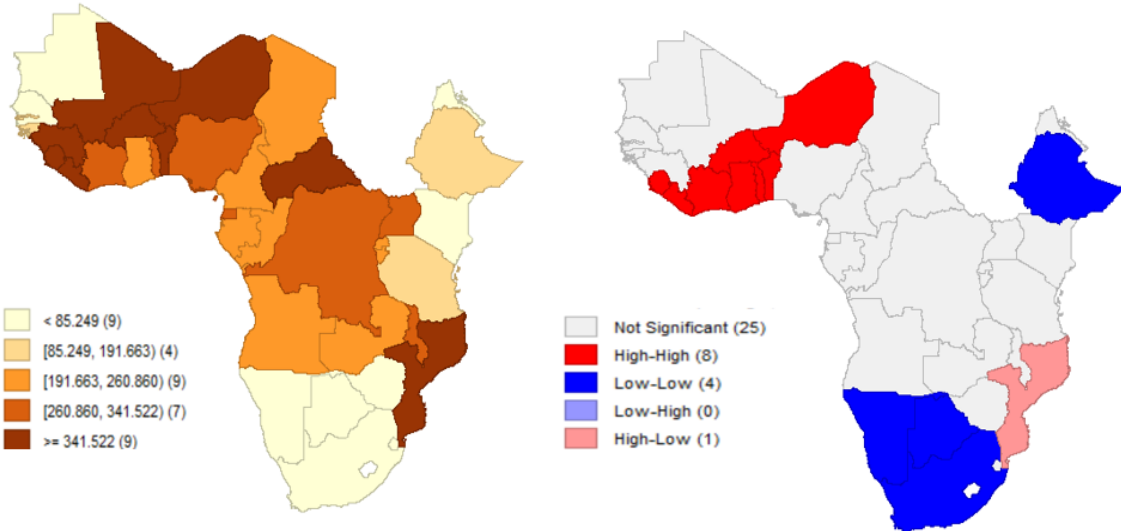 < 85.249 (9)
[85.249, 191.663) (4)
[191.663, 260.860) (9)
[260.860, 341.522) (7)
>= 341.522 (9)
Not Significant (25)
High-High (8)
Low-Low (4)
Low-High (0)
High-Low (1)